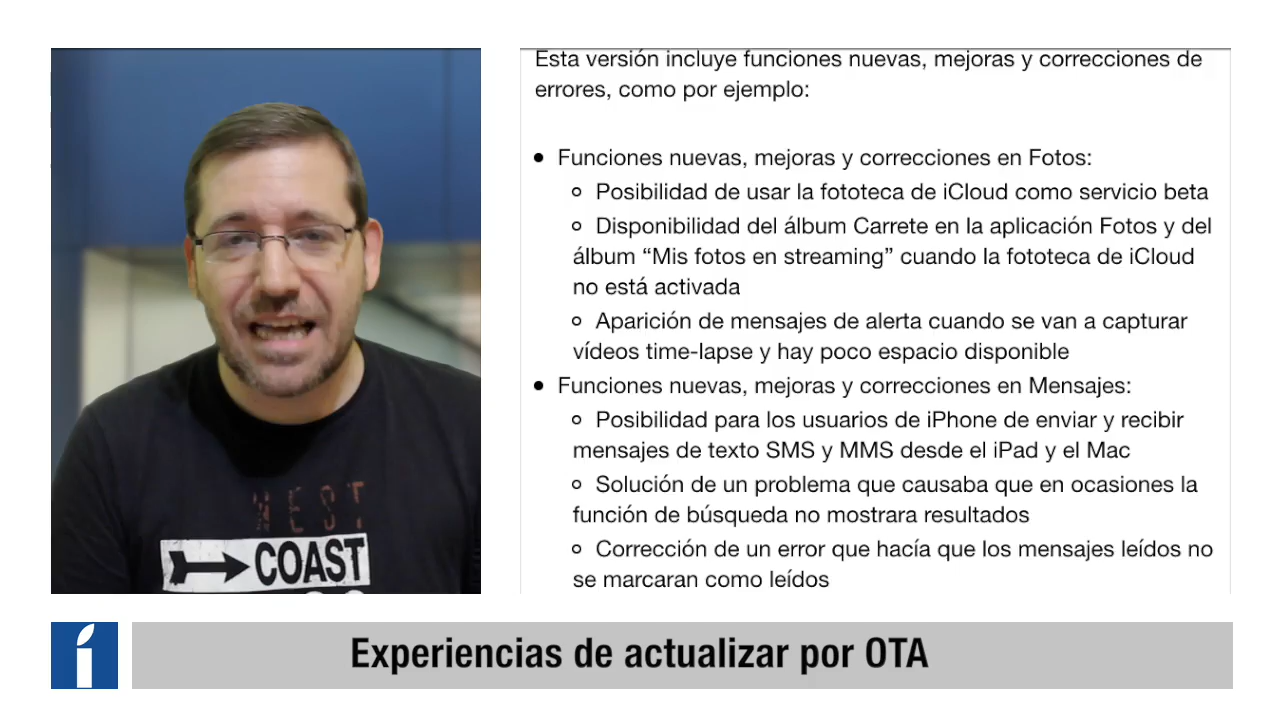 Esta versión incluye funciones nuevas, mejoras y correcciones de
errores, como por ejemplo:
● Funciones nuevas, mejoras y correcciones en Fotos:
○ Posibilidad de usar la fototeca de iCloud como servicio beta
○ Disponibilidad del álbum Carrete en la aplicación Fotos y del
álbum “Mis fotos en streaming” cuando la fototeca de iCloud
no está activada
○ Aparición de mensajes de alerta cuando se van a capturar
vídeos time-lapse y hay poco espacio disponible
● Funciones nuevas, mejoras y correcciones en Mensajes:
○ Posibilidad para los usuarios de iPhone de enviar y recibir
mensajes de texto SMS y MMS desde el iPad y el Mac
○ Solución de un problema que causaba que en ocasiones la
función de búsqueda no mostrara resultados
○ Corrección de un error que hacía que los mensajes leídos no
se marcaran como leídos
WEST
COAST
í
Experiencias de actualizar por OTA